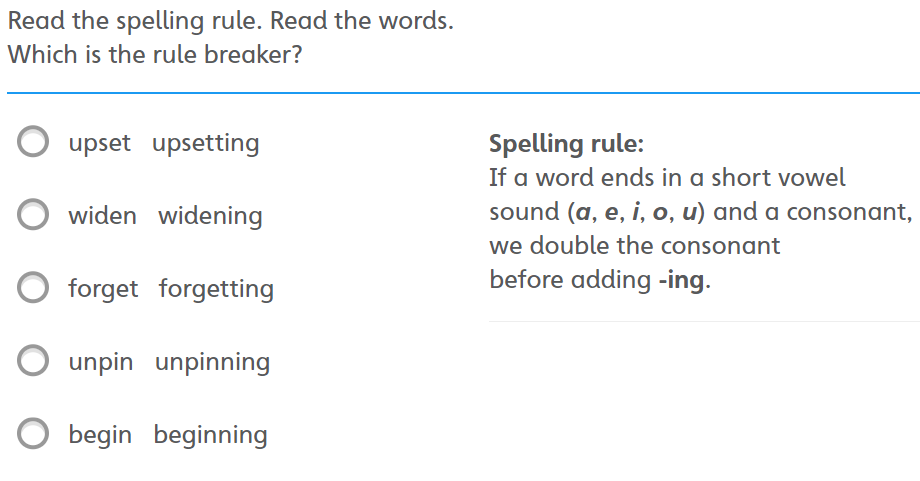 Read the spelling rule. Read the words.
Which is the rule breaker?
upset upsetting
widen widening
forget forgetting
unpin unpinning
begin beginning
Spelling rule:
If a word ends in a short vowel
sound (a, e, i, o, u) and a consonant,
we double the consonant
before adding -ing.